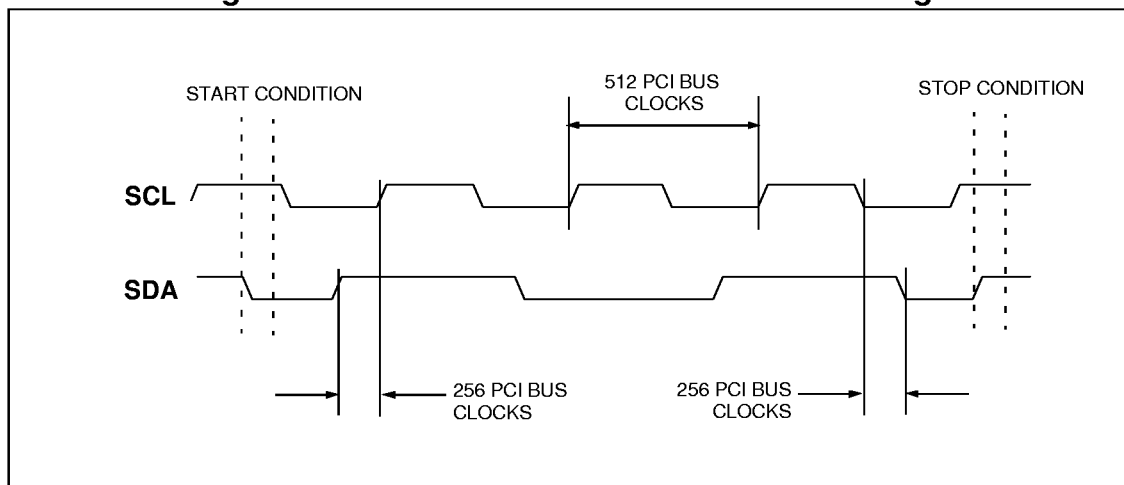 START CONDITION
512 PCI BUS
CLOCKS
STOP CONDITION
SCL
SDA
256 PCI BUS
CLOCKS
256 PCI BUS
CLOCKS